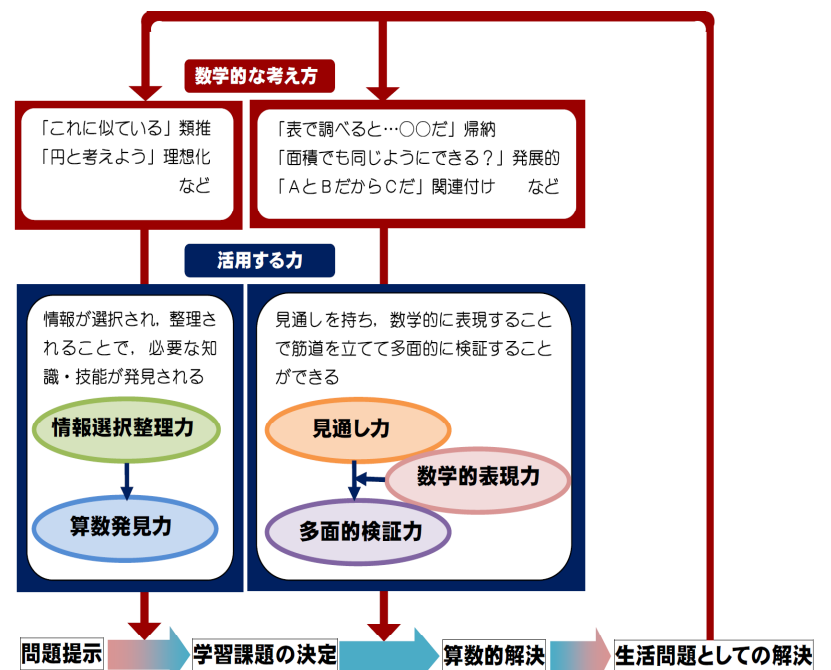 数学的な考え方
「これに似ている」類推
「円と考えよう」理想化
など
「表で調べると…○○だ」帰納
「面積でも同じようにできる？」発展的
「ＡとＢだからＣだ」関連付け　など
活用する力
情報が選択され，整理さ
れることで，必要な知
識・技能が発見される
情報選択整理力
算数発見力
見通しを持ち，数学的に表現すること
で筋道を立てて多面的に検証すること
ができる
見通し力
数学的表現力
多面的検証力
問題提示
学習課題の決定
算数的解決
生活問題としての解決